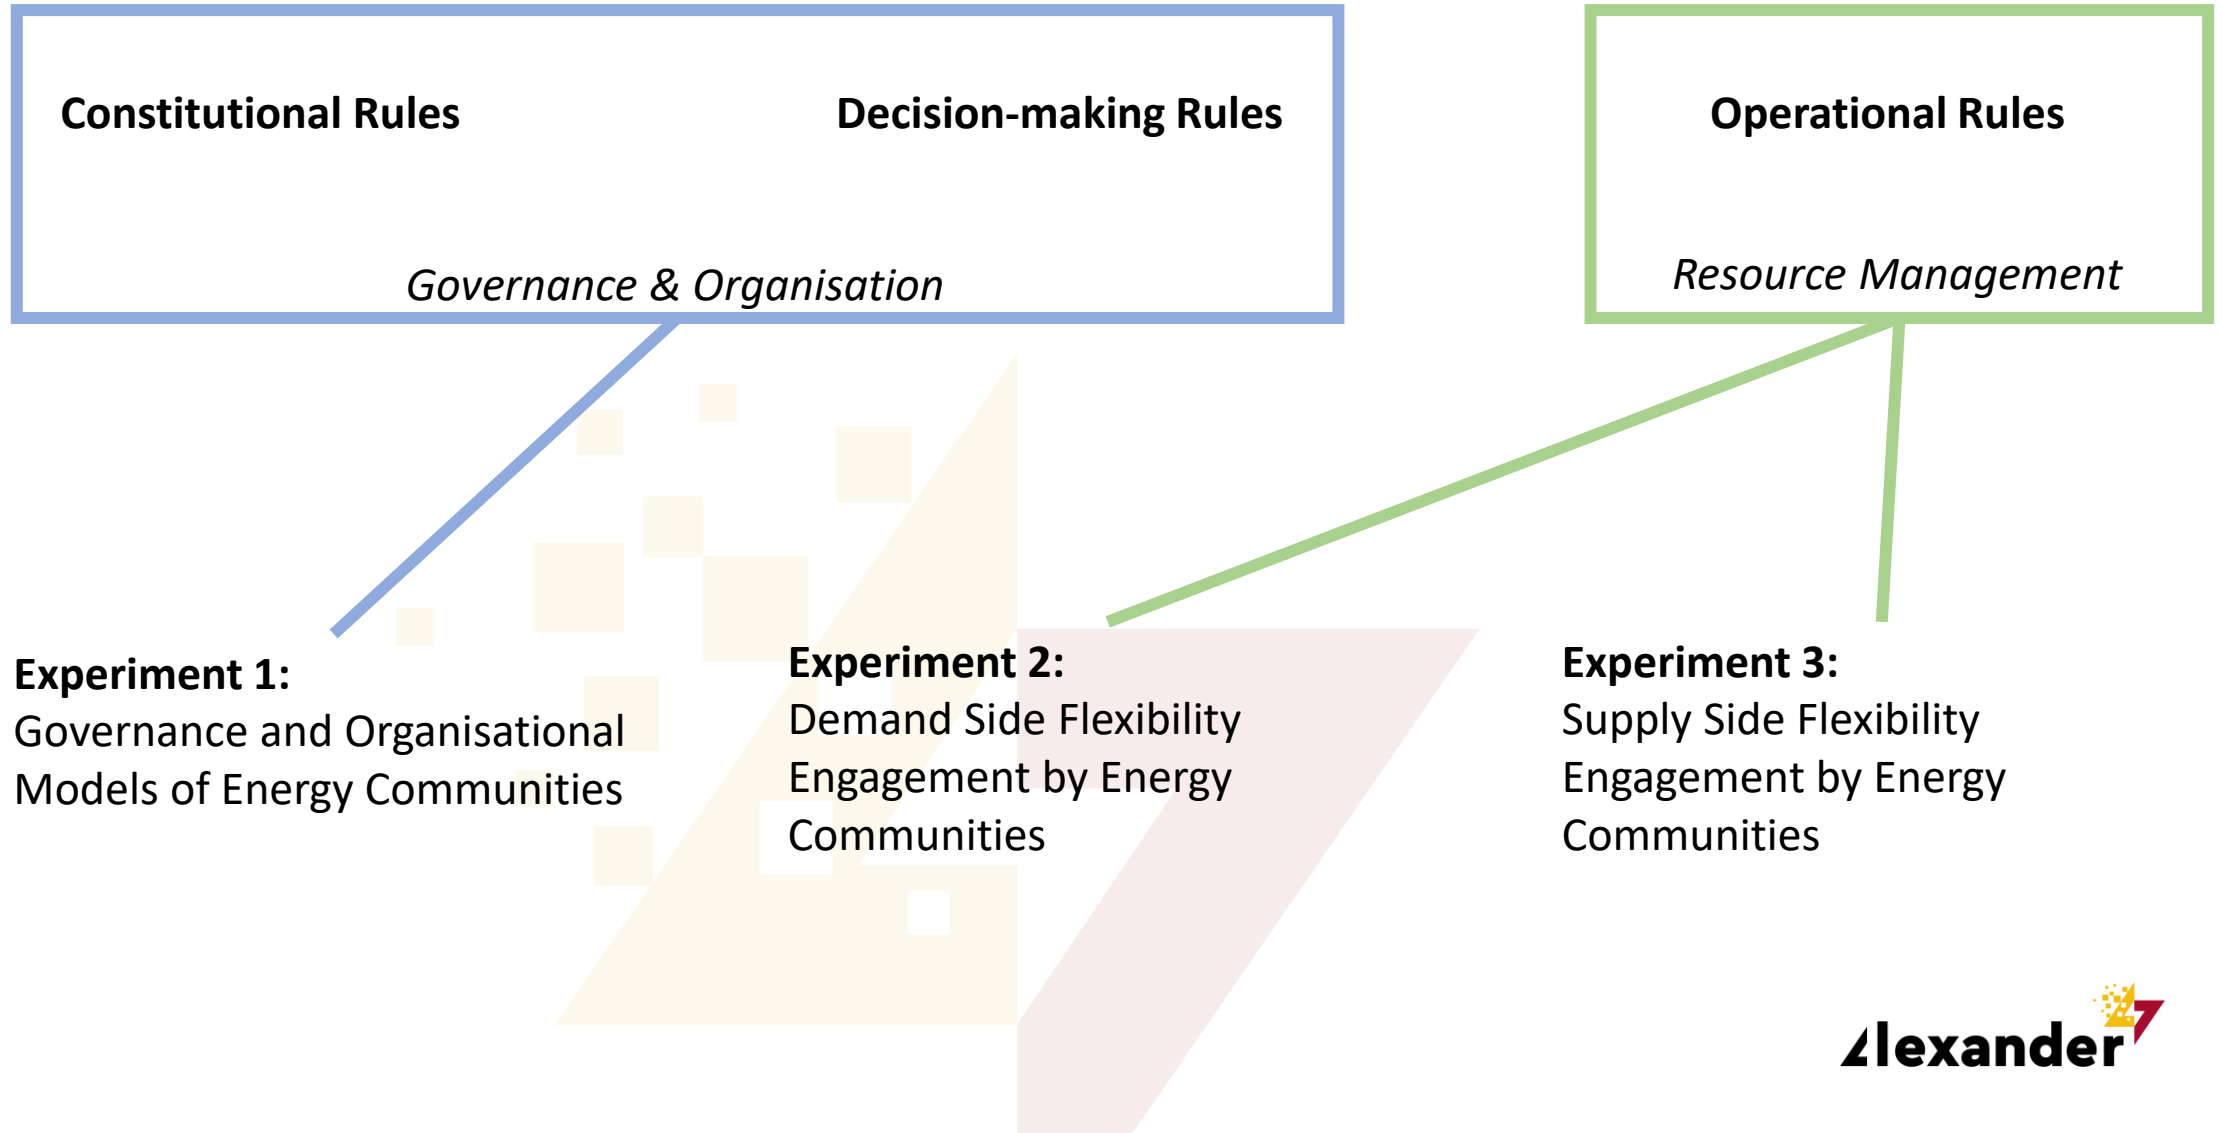 Constitutional Rules
Decision-making Rules
Governance & Organisation
Operational Rules
Resource Management
Experiment 1:
Governance and Organisational
Models of Energy Communities
Experiment 2:
Demand Side Flexibility
Engagement by Energy
Communities
Experiment 3:
Supply Side Flexibility
Engagement by Energy
Communities
Alexander